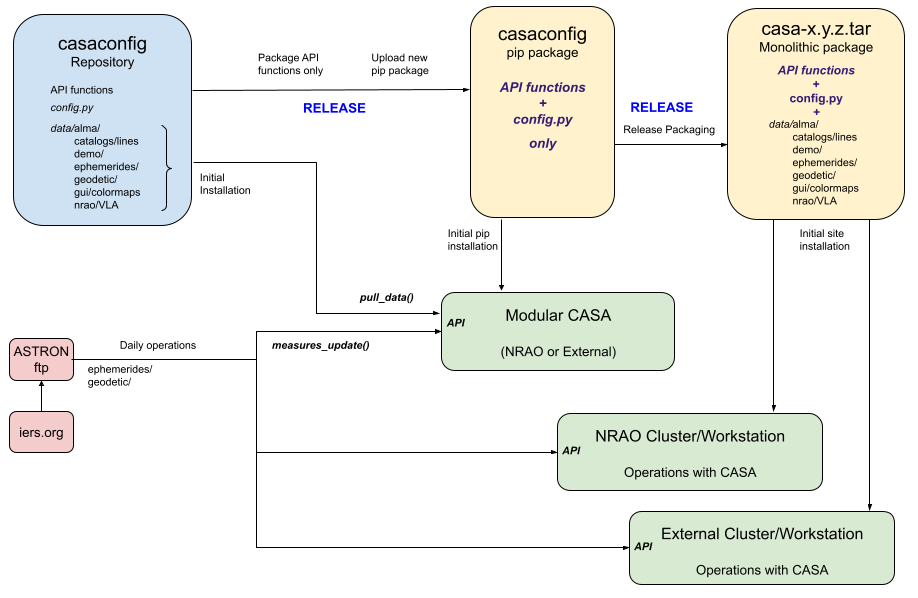 casaconfig
Repository
API functions
config.py
data/alma/
catalogs/lines
demo/
ephemerides/
geodetic/
gui/colormaps
nrao/VLA
Package API
functions only
Upload new
pip package
RELEASE
Initial
Installation
casaconfig
pip package
API functions
+
config.py
only
RELEASE
Release Packaging
casa-x.y.z.tar
Monolithic package
API functions
+
config.py
+
data/alma/
catalogs/lines
demo/
ephemerides/
geodetic/
gui/colormaps
nrao/VLA
Initial pip
installation
Initial site
installation
pull_data()
API
Modular CASA
(NRAO or External)
measures_update()
ASTRON
ftp
Daily operations
ephemerides/
geodetic/
iers.org
API
NRAO Cluster/Workstation
Operations with CASA
API
External Cluster/Workstation
Operations with CASA